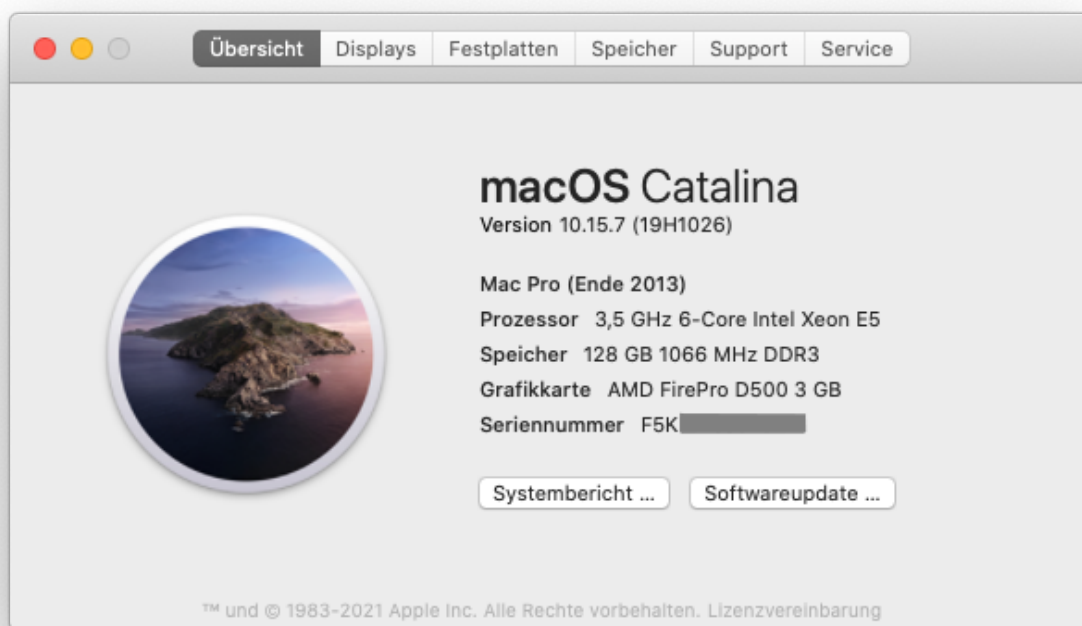 Übersicht Displays Festplatten Speicher Support Service
macOS Catalina
Version 10.15.7 (19H1026)
Mac Pro (Ende 2013)
Prozessor 3,5 GHz 6-Core Intel Xeon E5
Speicher 128 GB 1066 MHz DDR3
Grafikkarte AMD FirePro D500 3 GB
Seriennummer F5K
Systembericht ...
Softwareupdate ...
™ und © 1983-2021 Apple Inc. Alle Rechte vorbehalten. Lizenzvereinbarung